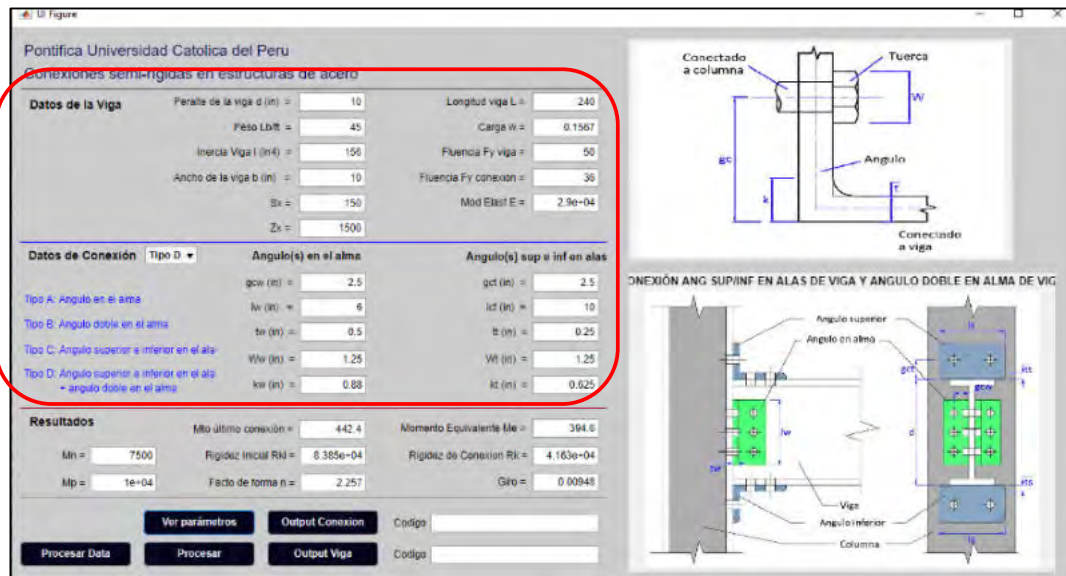 UI Figure
Pontifica Universidad Catolica del Peru
Conexiones semi-rigidas en estructuras de acero
Datos de la Viga
Peralte de la viga d (in) = 10
Longitud viga L = 240
Peso Lb/ft = 45
Carga w = 0.1567
Inercia Viga I (in4) = 156
Fluencia Fy viga = 50
Ancho de la viga b (in) = 10
Fluencia Fy conexion = 36
Sx = 150
Mod Elast E = 2.9e+04
Zx = 1500
Datos de Conexión Tipo D
Angulo(s) en el alma
Angulo(s) sup e inf en alas
gcw (in) = 2.5
gct (in) = 2.5
Tipo A: Angulo en el alma
lw (in) = 6
lct (in) = 10
Tipo B: Angulo doble en el alma
tw (in) = 0.5
tt (in) = 0.25
Tipo C: Angulo superior e inferior en el ala
Ww (in) = 1.25
Wt (in) = 1.25
Tipo D: Angulo superior e inferior en el ala
+ angulo doble en el alma
kw (in) = 0.88
kt (in) = 0.625
Resultados
Mto último conexión = 442.4
Momento Equivalente Me = 394.6
Mn = 7500
Rigidez Inicial Rki = 8.385e+04
Rigidez de Conexion Rk = 4.163e+04
Mp = 1e+04
Facto de forma n = 2.257
Giro = 0.00948
Ver parámetros
Output Conexion
Codigo
Procesar Data
Procesar
Output Viga
Codigo
Conectado
a columna
Tuerca
W
gc
Angulo
k
t
Conectado
a viga
ONEXIÓN ANG SUP/INF EN ALAS DE VIGA Y ANGULO DOBLE EN ALMA DE VIG
Angulo superior
Angulo en alma
gct
gcw
lw
d
tw
Viga
Angulo inferior
Columna